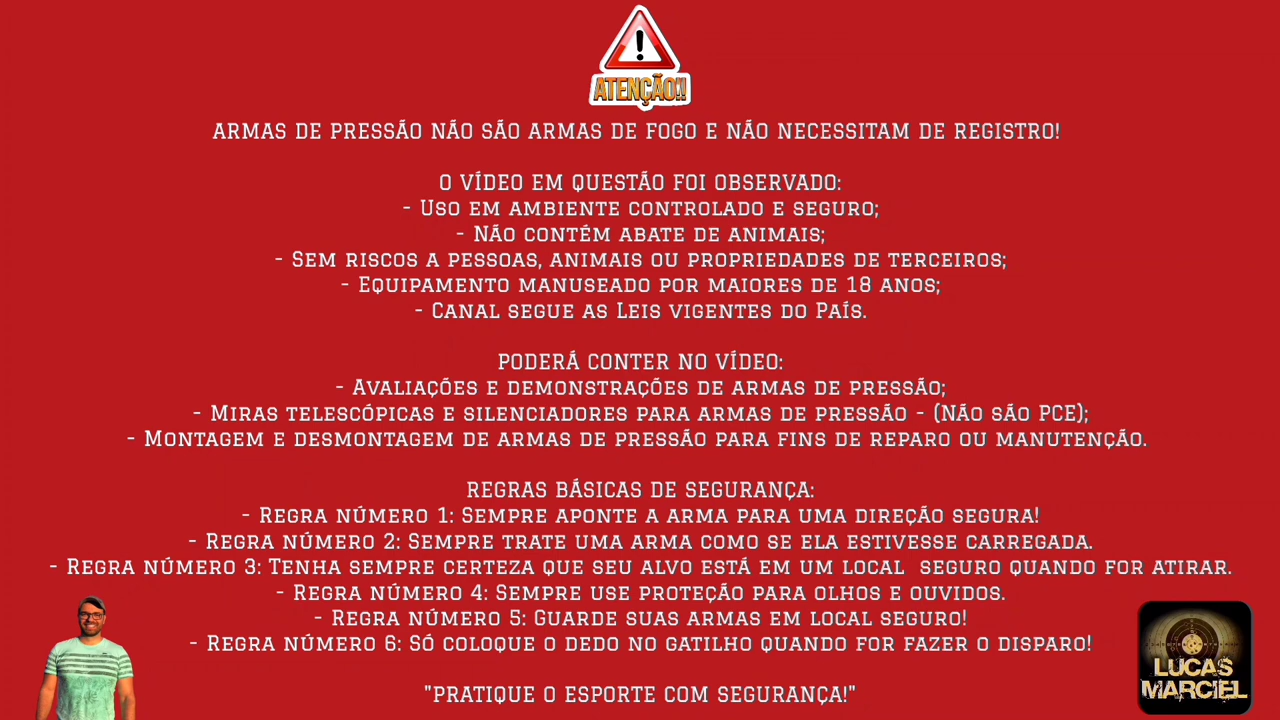 ATENÇÃO!!
ARMAS DE PRESSÃO NÃO SÃO ARMAS DE FOGO E NÃO NECESSITAM DE REGISTRO!
O VÍDEO EM QUESTÃO FOI OBSERVADO:
- Uso em ambiente controlado e seguro;
- Não contém abate de animais;
- Sem riscos a pessoas, animais ou propriedades de terceiros;
- Equipamento manuseado por maiores de 18 anos;
- Canal segue as Leis vigentes do País.
PODERÁ CONTER NO VÍDEO:
- Avaliações e demonstrações de armas de pressão;
- Miras telescópicas e silenciadores para armas de pressão - (Não são PCE);
- Montagem e desmontagem de armas de pressão para fins de reparo ou manutenção.
REGRAS BÁSICAS DE SEGURANÇA:
- Regra número 1: Sempre aponte a arma para uma direção segura!
- Regra número 2: Sempre trate uma arma como se ela estivesse carregada.
- Regra número 3: Tenha sempre certeza que seu alvo está em um local  seguro quando for atirar.
- Regra número 4: Sempre use proteção para olhos e ouvidos.
- Regra número 5: Guarde suas armas em local seguro!
- Regra número 6: Só coloque o dedo no gatilho quando for fazer o disparo!
"PRATIQUE O ESPORTE COM SEGURANÇA!"
LUCAS
MARCIEL